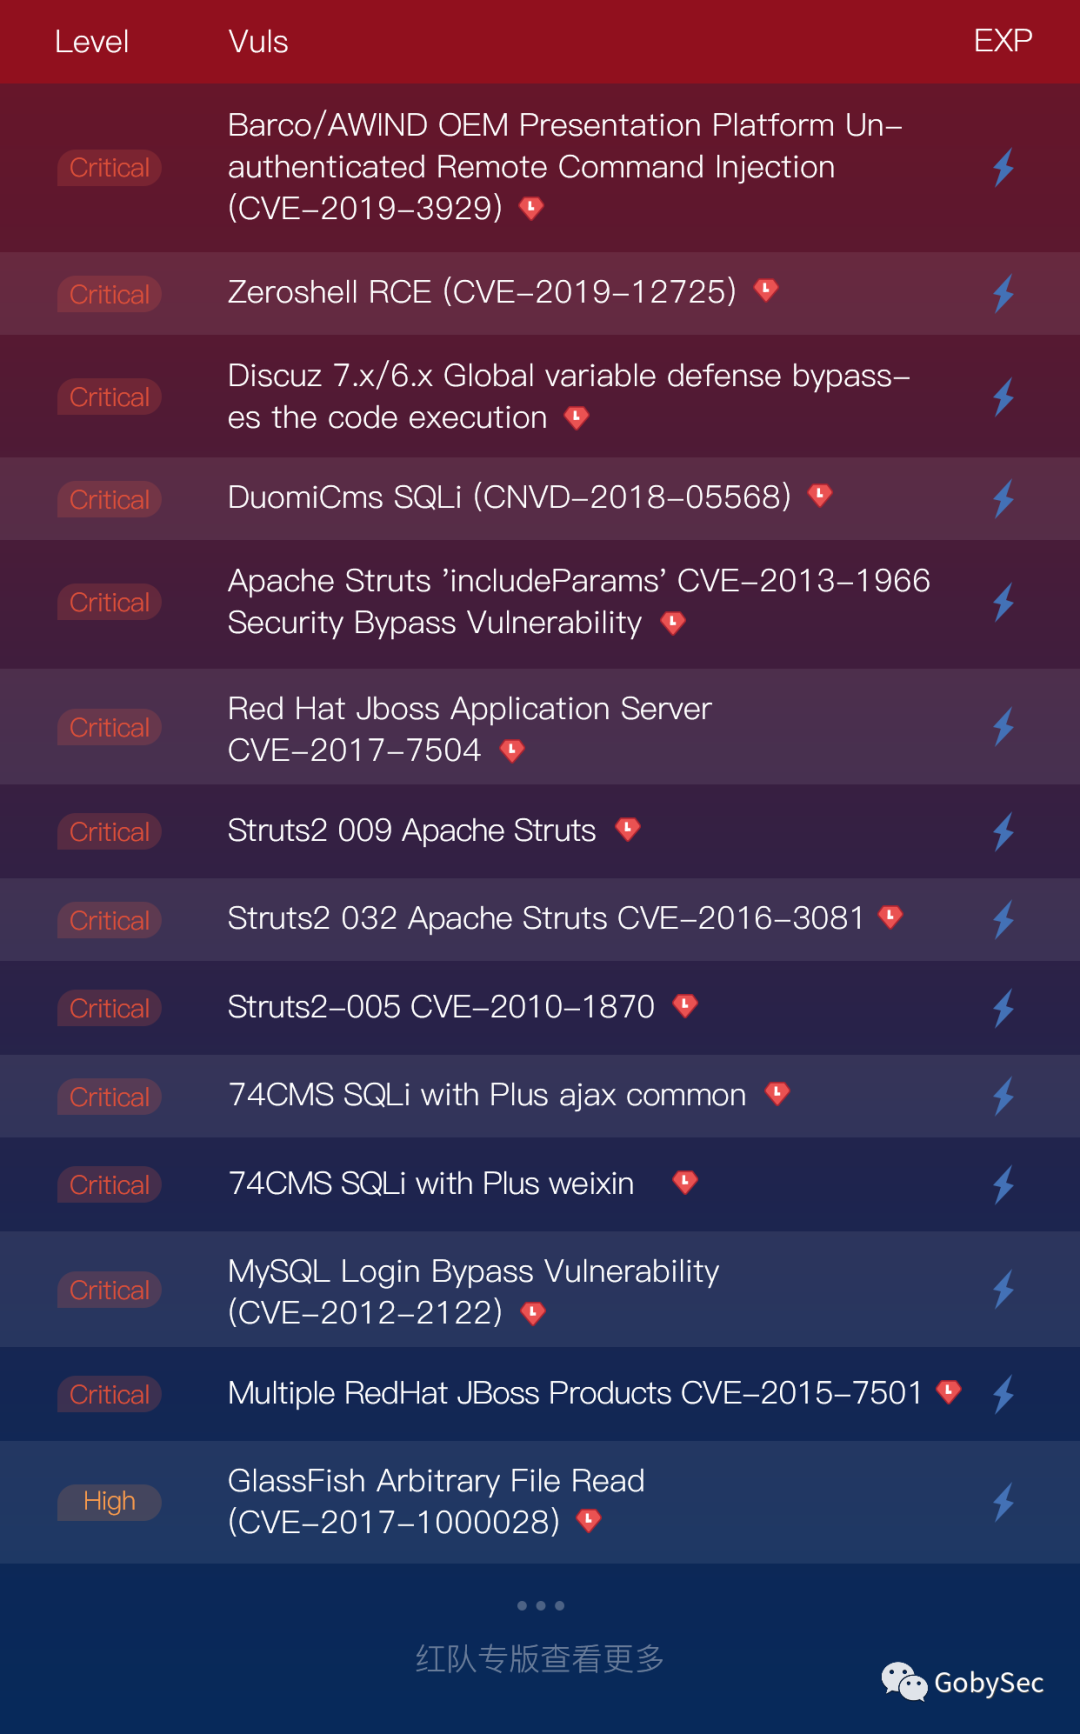 Level Vuls EXP
Barco/AWIND OEM Presentation Platform Un-
Critical authenticated Remote Command Injection
(CVE-2019-3929)
Critical Zeroshell RCE (CVE-2019-12725)
Critical Discuz 7.x/6.x Global variable defense bypass-
es the code execution
Critical DuomiCms SQLi (CNVD-2018-05568)
Critical Apache Struts 'includeParams' CVE-2013-1966
Security Bypass Vulnerability
Critical Red Hat Jboss Application Server
CVE-2017-7504
Critical Struts2 009 Apache Struts
Critical Struts2 032 Apache Struts CVE-2016-3081
Critical Struts2-005 CVE-2010-1870
Critical 74CMS SQLi with Plus ajax common
Critical 74CMS SQLi with Plus weixin
Critical MySQL Login Bypass Vulnerability
(CVE-2012-2122)
Critical Multiple RedHat JBoss Products CVE-2015-7501
High GlassFish Arbitrary File Read
(CVE-2017-1000028)
•••
红队专版查看更多
GobySec